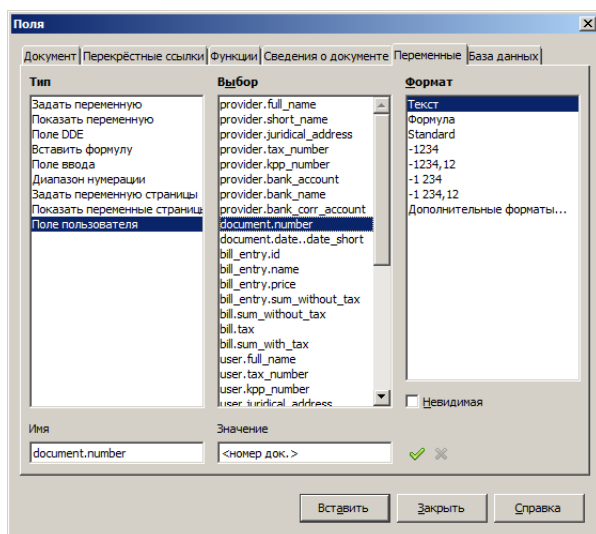 Поля
Документ Перекрёстные ссылки Функции Сведения о документе Переменные База данных
Тип
Задать переменную
Показать переменную
Поле DDE
Вставить формулу
Поле ввода
Диапазон нумерации
Задать переменную страницы
Показать переменные страницы
Поле пользователя
Выбор
provider.full_name
provider.short_name
provider.juridical_address
provider.tax_number
provider.kpp_number
provider.bank_account
provider.bank_name
provider.bank_corr_account
document.number
document.date..date_short
bill_entry.id
bill_entry.name
bill_entry.price
bill_entry.sum_without_tax
bill.sum_without_tax
bill.tax
bill.sum_with_tax
user.full_name
user.tax_number
user.kpp_number
user.juridical_address
Формат
Текст
Формула
Standard
-1234
-1234,12
-1 234
-1 234,12
Дополнительные форматы...
Невидимая
Имя
document.number
Значение
<номер док.>
Вставить Закрыть Справка